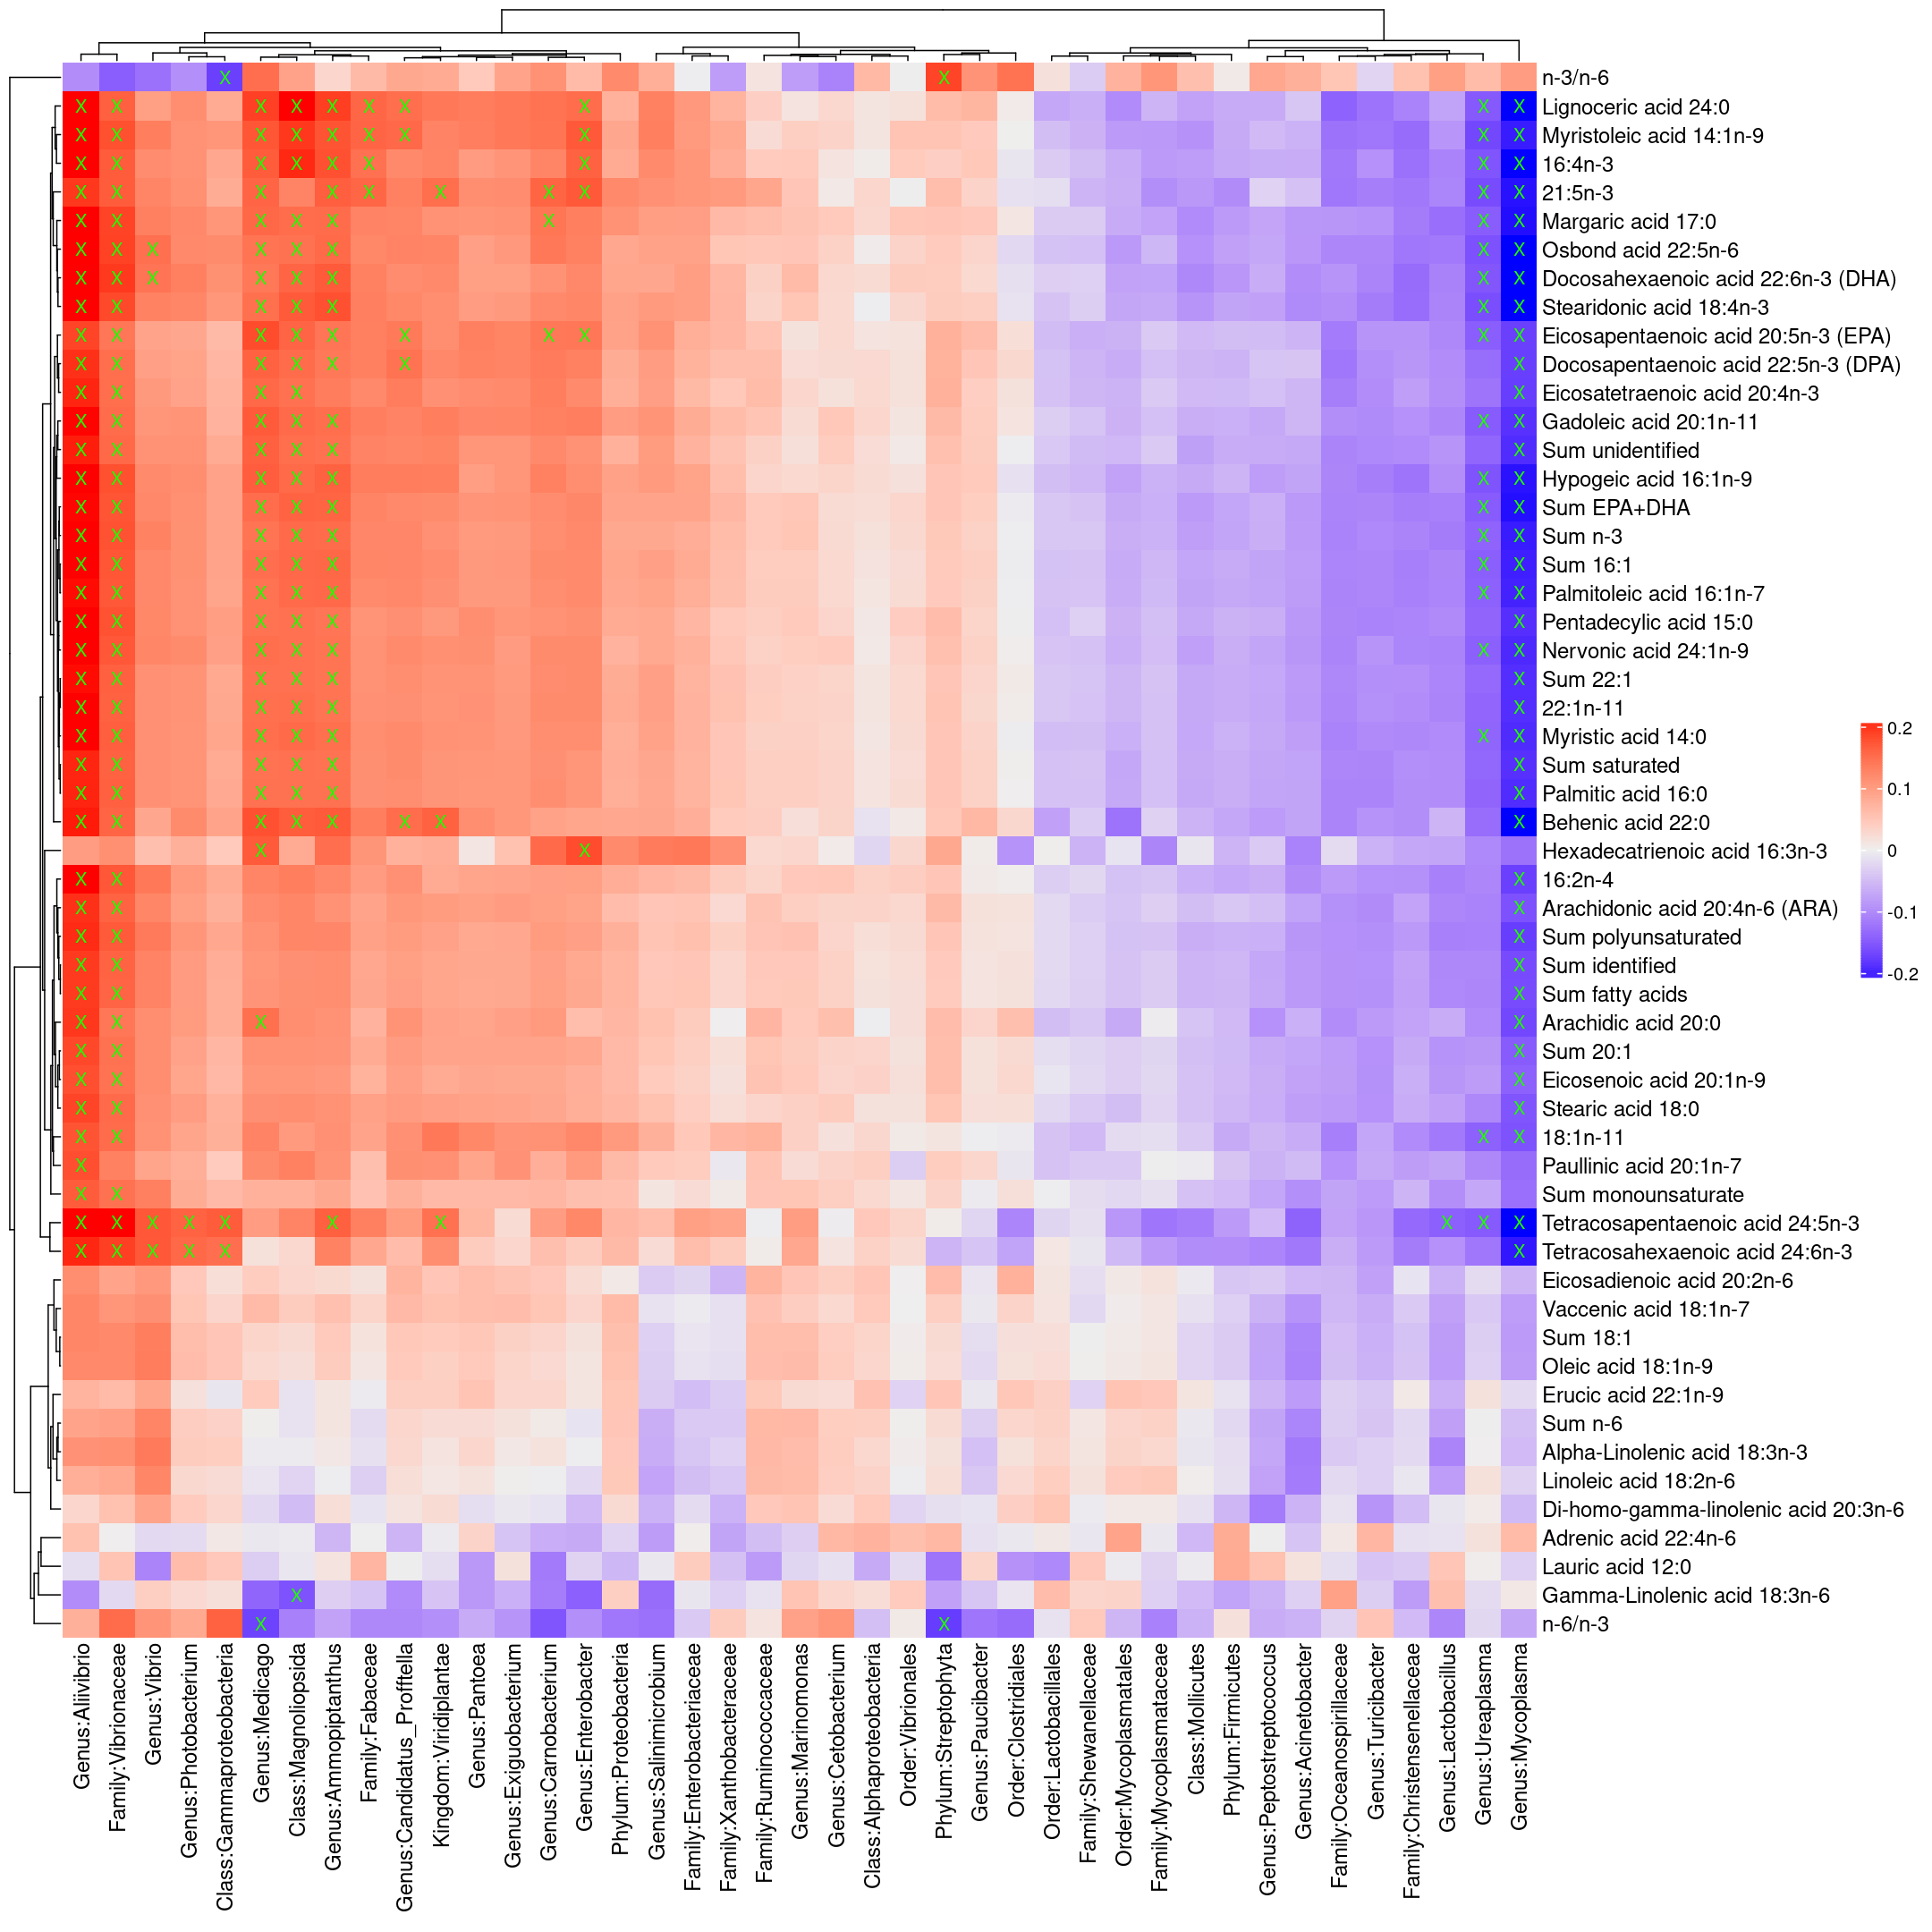 n-3/n-6
Lignoceric acid 24:0
Myristoleic acid 14:1n-9
16:4n-3
21:5n-3
Margaric acid 17:0
Osbond acid 22:5n-6
Docosahexaenoic acid 22:6n-3 (DHA)
Stearidonic acid 18:4n-3
Eicosapentaenoic acid 20:5n-3 (EPA)
Docosapentaenoic acid 22:5n-3 (DPA)
Eicosatetraenoic acid 20:4n-3
Gadoleic acid 20:1n-11
Sum unidentified
Hypogeic acid 16:1n-9
Sum EPA+DHA
Sum n-3
Sum 16:1
Palmitoleic acid 16:1n-7
Pentadecylic acid 15:0
Nervonic acid 24:1n-9
Sum 22:1
22:1n-11
Myristic acid 14:0
Sum saturated
Palmitic acid 16:0
Behenic acid 22:0
Hexadecatrienoic acid 16:3n-3
16:2n-4
Arachidonic acid 20:4n-6 (ARA)
Sum polyunsaturated
Sum identified
Sum fatty acids
Arachidic acid 20:0
Sum 20:1
Eicosenoic acid 20:1n-9
Stearic acid 18:0
18:1n-11
Paullinic acid 20:1n-7
Sum monounsaturate
Tetracosapentaenoic acid 24:5n-3
Tetracosahexaenoic acid 24:6n-3
Eicosadienoic acid 20:2n-6
Vaccenic acid 18:1n-7
Sum 18:1
Oleic acid 18:1n-9
Erucic acid 22:1n-9
Sum n-6
Alpha-Linolenic acid 18:3n-3
Linoleic acid 18:2n-6
Di-homo-gamma-linolenic acid 20:3n-6
Adrenic acid 22:4n-6
Lauric acid 12:0
Gamma-Linolenic acid 18:3n-6
n-6/n-3
0.2
0.1
0
-0.1
-0.2
Genus:Aliivibrio
Family:Vibrionaceae
Genus:Vibrio
Genus:Photobacterium
Class:Gammaproteobacteria
Genus:Medicago
Class:Magnoliopsida
Genus:Ammopiptanthus
Family:Fabaceae
Genus:Candidatus_Profftella
Kingdom:Viridiplantae
Genus:Pantoea
Genus:Exiguobacterium
Genus:Carnobacterium
Genus:Enterobacter
Phylum:Proteobacteria
Genus:Salinimicrobium
Family:Enterobacteriaceae
Family:Xanthobacteraceae
Family:Ruminococcaceae
Genus:Marinomonas
Genus:Cetobacterium
Class:Alphaproteobacteria
Order:Vibrionales
Phylum:Streptophyta
Genus:Paucibacter
Order:Clostridiales
Order:Lactobacillales
Family:Shewanellaceae
Order:Mycoplasmatales
Family:Mycoplasmataceae
Class:Mollicutes
Phylum:Firmicutes
Genus:Peptostreptococcus
Genus:Acinetobacter
Family:Oceanospirillaceae
Genus:Turicibacter
Family:Christensenellaceae
Genus:Lactobacillus
Genus:Ureaplasma
Genus:Mycoplasma